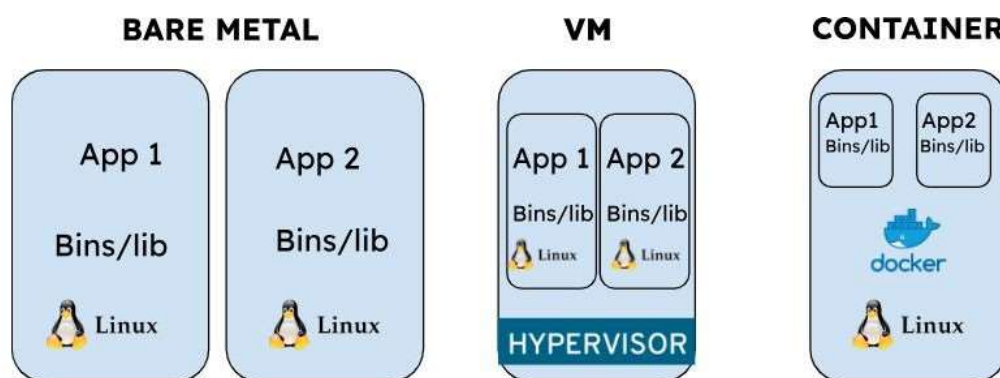 BARE METAL
App 1
Bins/lib
Linux
App 2
Bins/lib
Linux
VM
App 1
Bins/lib
Linux
App 2
Bins/lib
Linux
HYPERVISOR
CONTAINER
App1
Bins/lib
App2
Bins/lib
docker
Linux